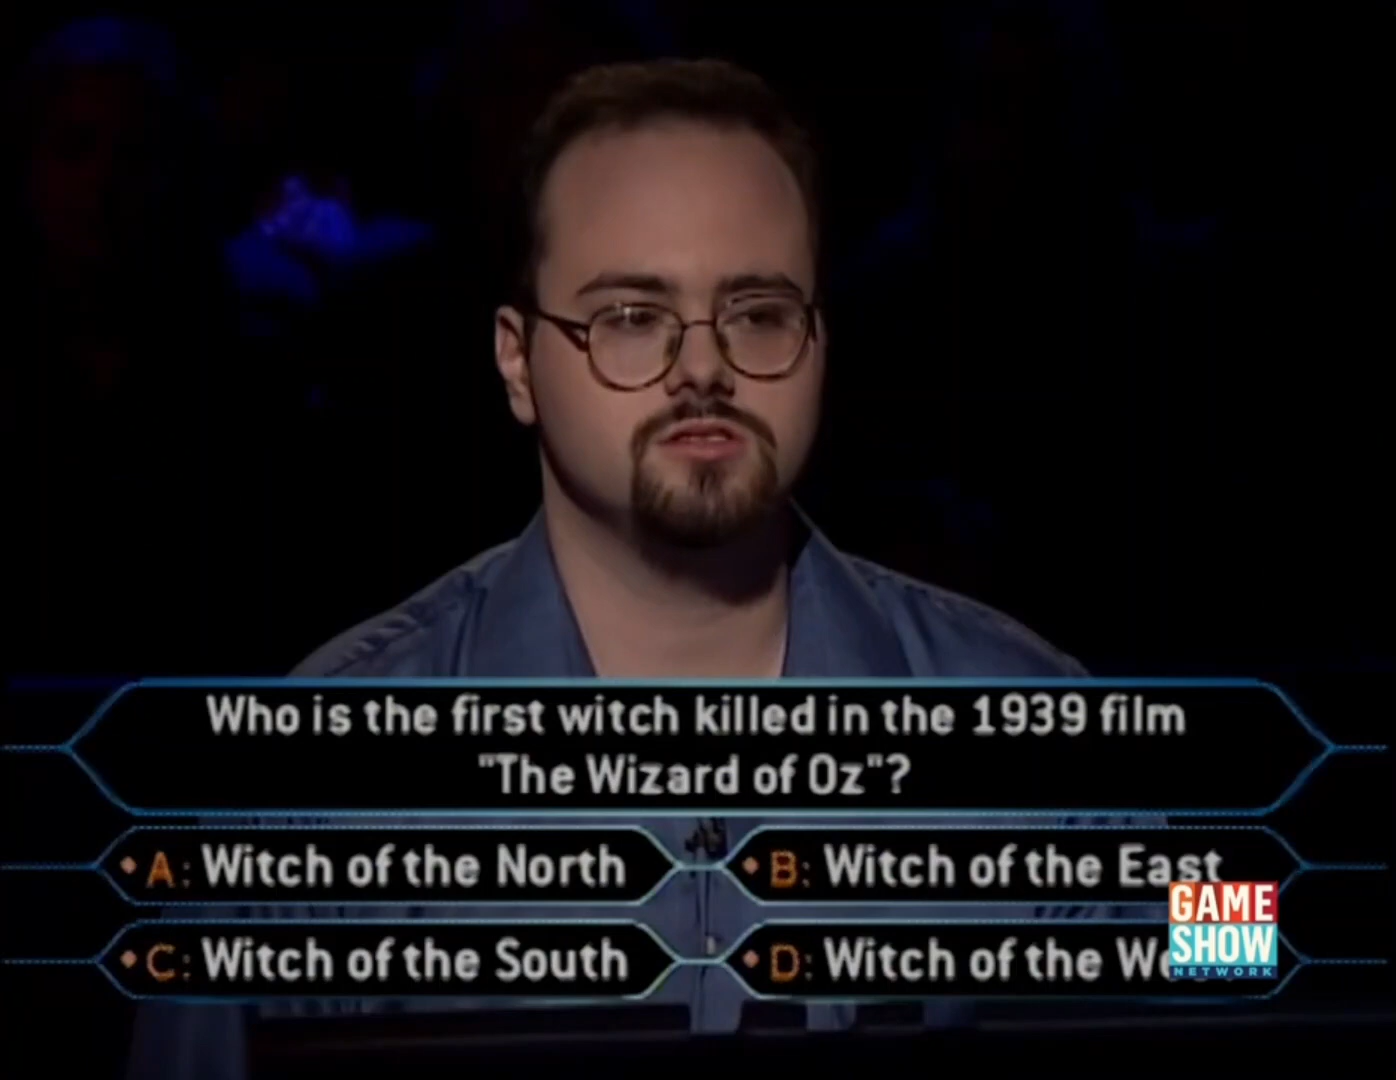 Who is the first witch killed in the 1939 film
"The Wizard of Oz"?
A: Witch of the North
B: Witch of the East
C: Witch of the South
D: Witch of the
GAME
SHOW
NETWORK